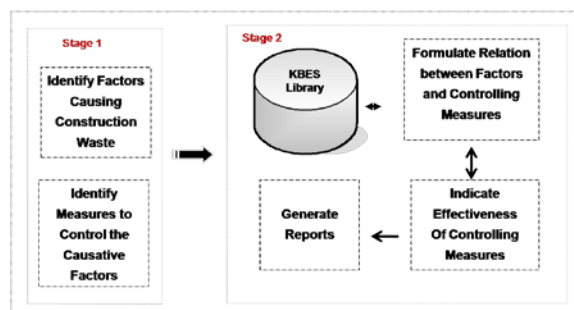 Stage 1
Identify Factors
Causing
Construction
Waste
Identify
Measures to
Control the
Causative
Factors
Stage 2
KBES
Library
Formulate Relation
between Factors
and Controlling
Measures
Indicate
Effectiveness
Of Controlling
Measures
Generate
Reports